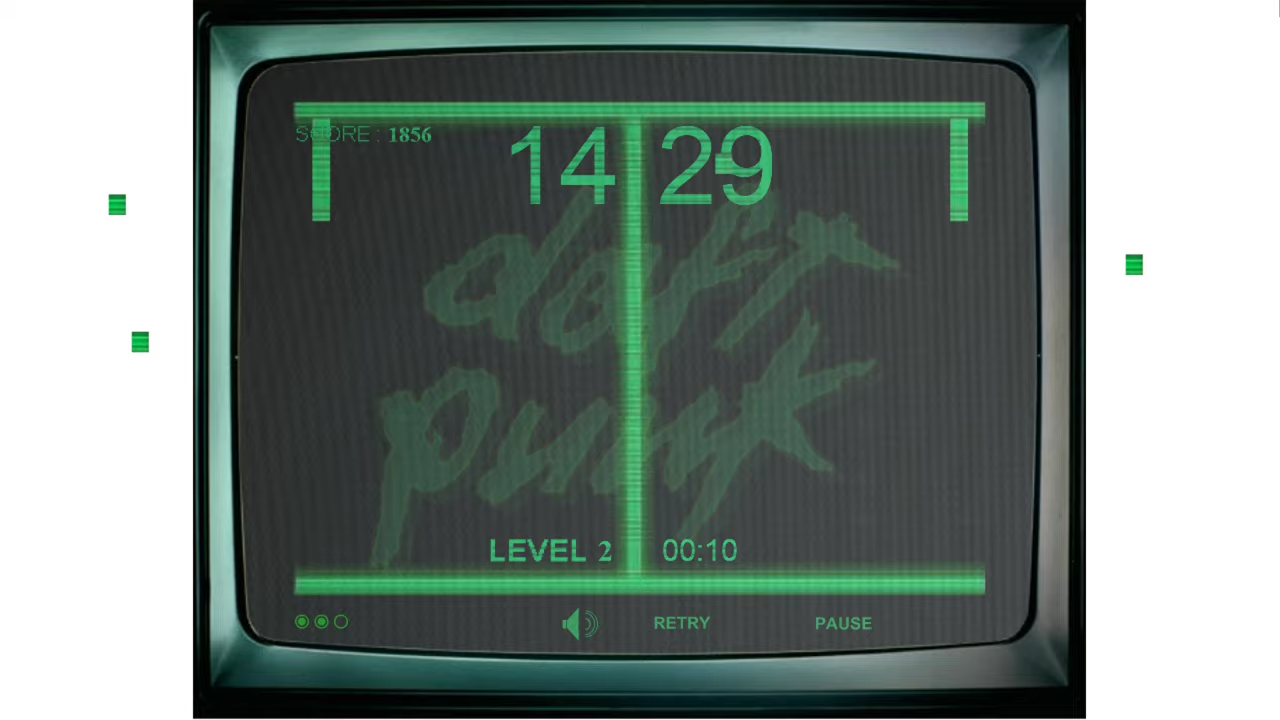 SCORE : 1856
14 29
daft
punk
LEVEL 2 00:10
RETRY PAUSE